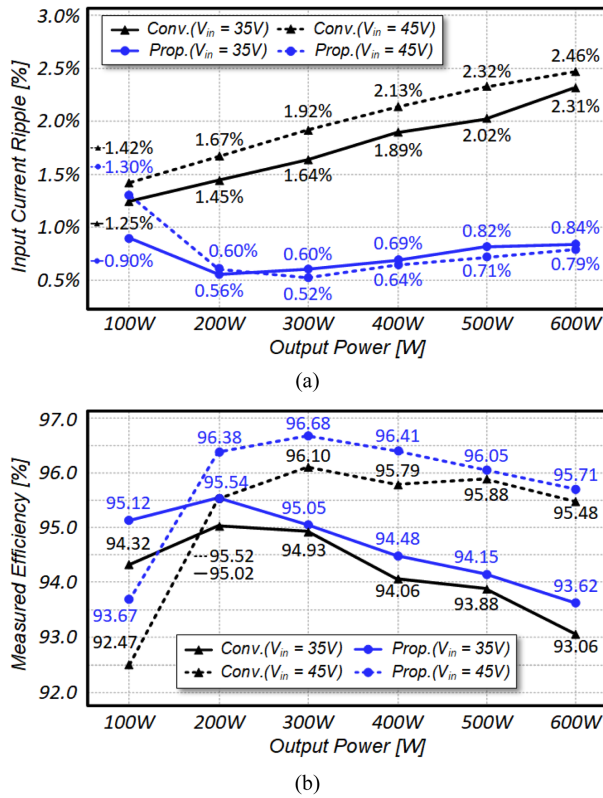 3.0%
Conv.(Vin = 35V) Conv.(Vin = 45V)
Prop.(Vin = 35V) Prop.(Vin = 45V)
2.5%
2.0%
1.5%
1.0%
0.5%
Input Current Ripple [%]
1.42% 1.67% 1.92% 2.13% 2.32% 2.46%
1.30%
1.25% 1.45% 1.64% 1.89% 2.02% 2.31%
0.90% 0.60% 0.60% 0.69% 0.82% 0.84%
0.56% 0.52% 0.64% 0.71% 0.79%
100W 200W 300W 400W 500W 600W
Output Power [W]
(a)
97.0
96.0
95.0
94.0
93.0
92.0
Measured Efficiency [%]
96.38 96.68 96.41 96.05 95.71
96.10 95.79 95.88 95.48
95.12 95.54 95.05 94.48 94.15 93.62
94.32 95.52 94.93 94.06 93.88 93.06
95.02
93.67
92.47
Conv.(Vin = 35V) Prop.(Vin = 35V)
Conv.(Vin = 45V) Prop.(Vin = 45V)
100W 200W 300W 400W 500W 600W
Output Power [W]
(b)